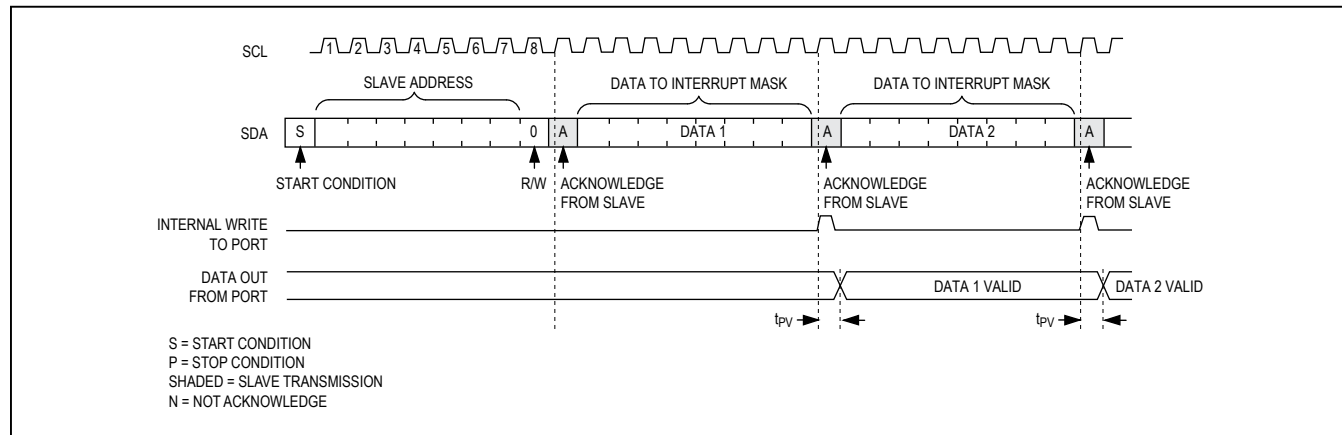 SCL 1 2 3 4 5 6 7 8
SLAVE ADDRESS DATA TO INTERRUPT MASK DATA TO INTERRUPT MASK
SDA S 0 A DATA 1 A DATA 2 A
START CONDITION R/W ACKNOWLEDGE ACKNOWLEDGE ACKNOWLEDGE
FROM SLAVE FROM SLAVE FROM SLAVE
INTERNAL WRITE
TO PORT
DATA OUT
FROM PORT DATA 1 VALID DATA 2 VALID
tPV tPV
S = START CONDITION
P = STOP CONDITION
SHADED = SLAVE TRANSMISSION
N = NOT ACKNOWLEDGE